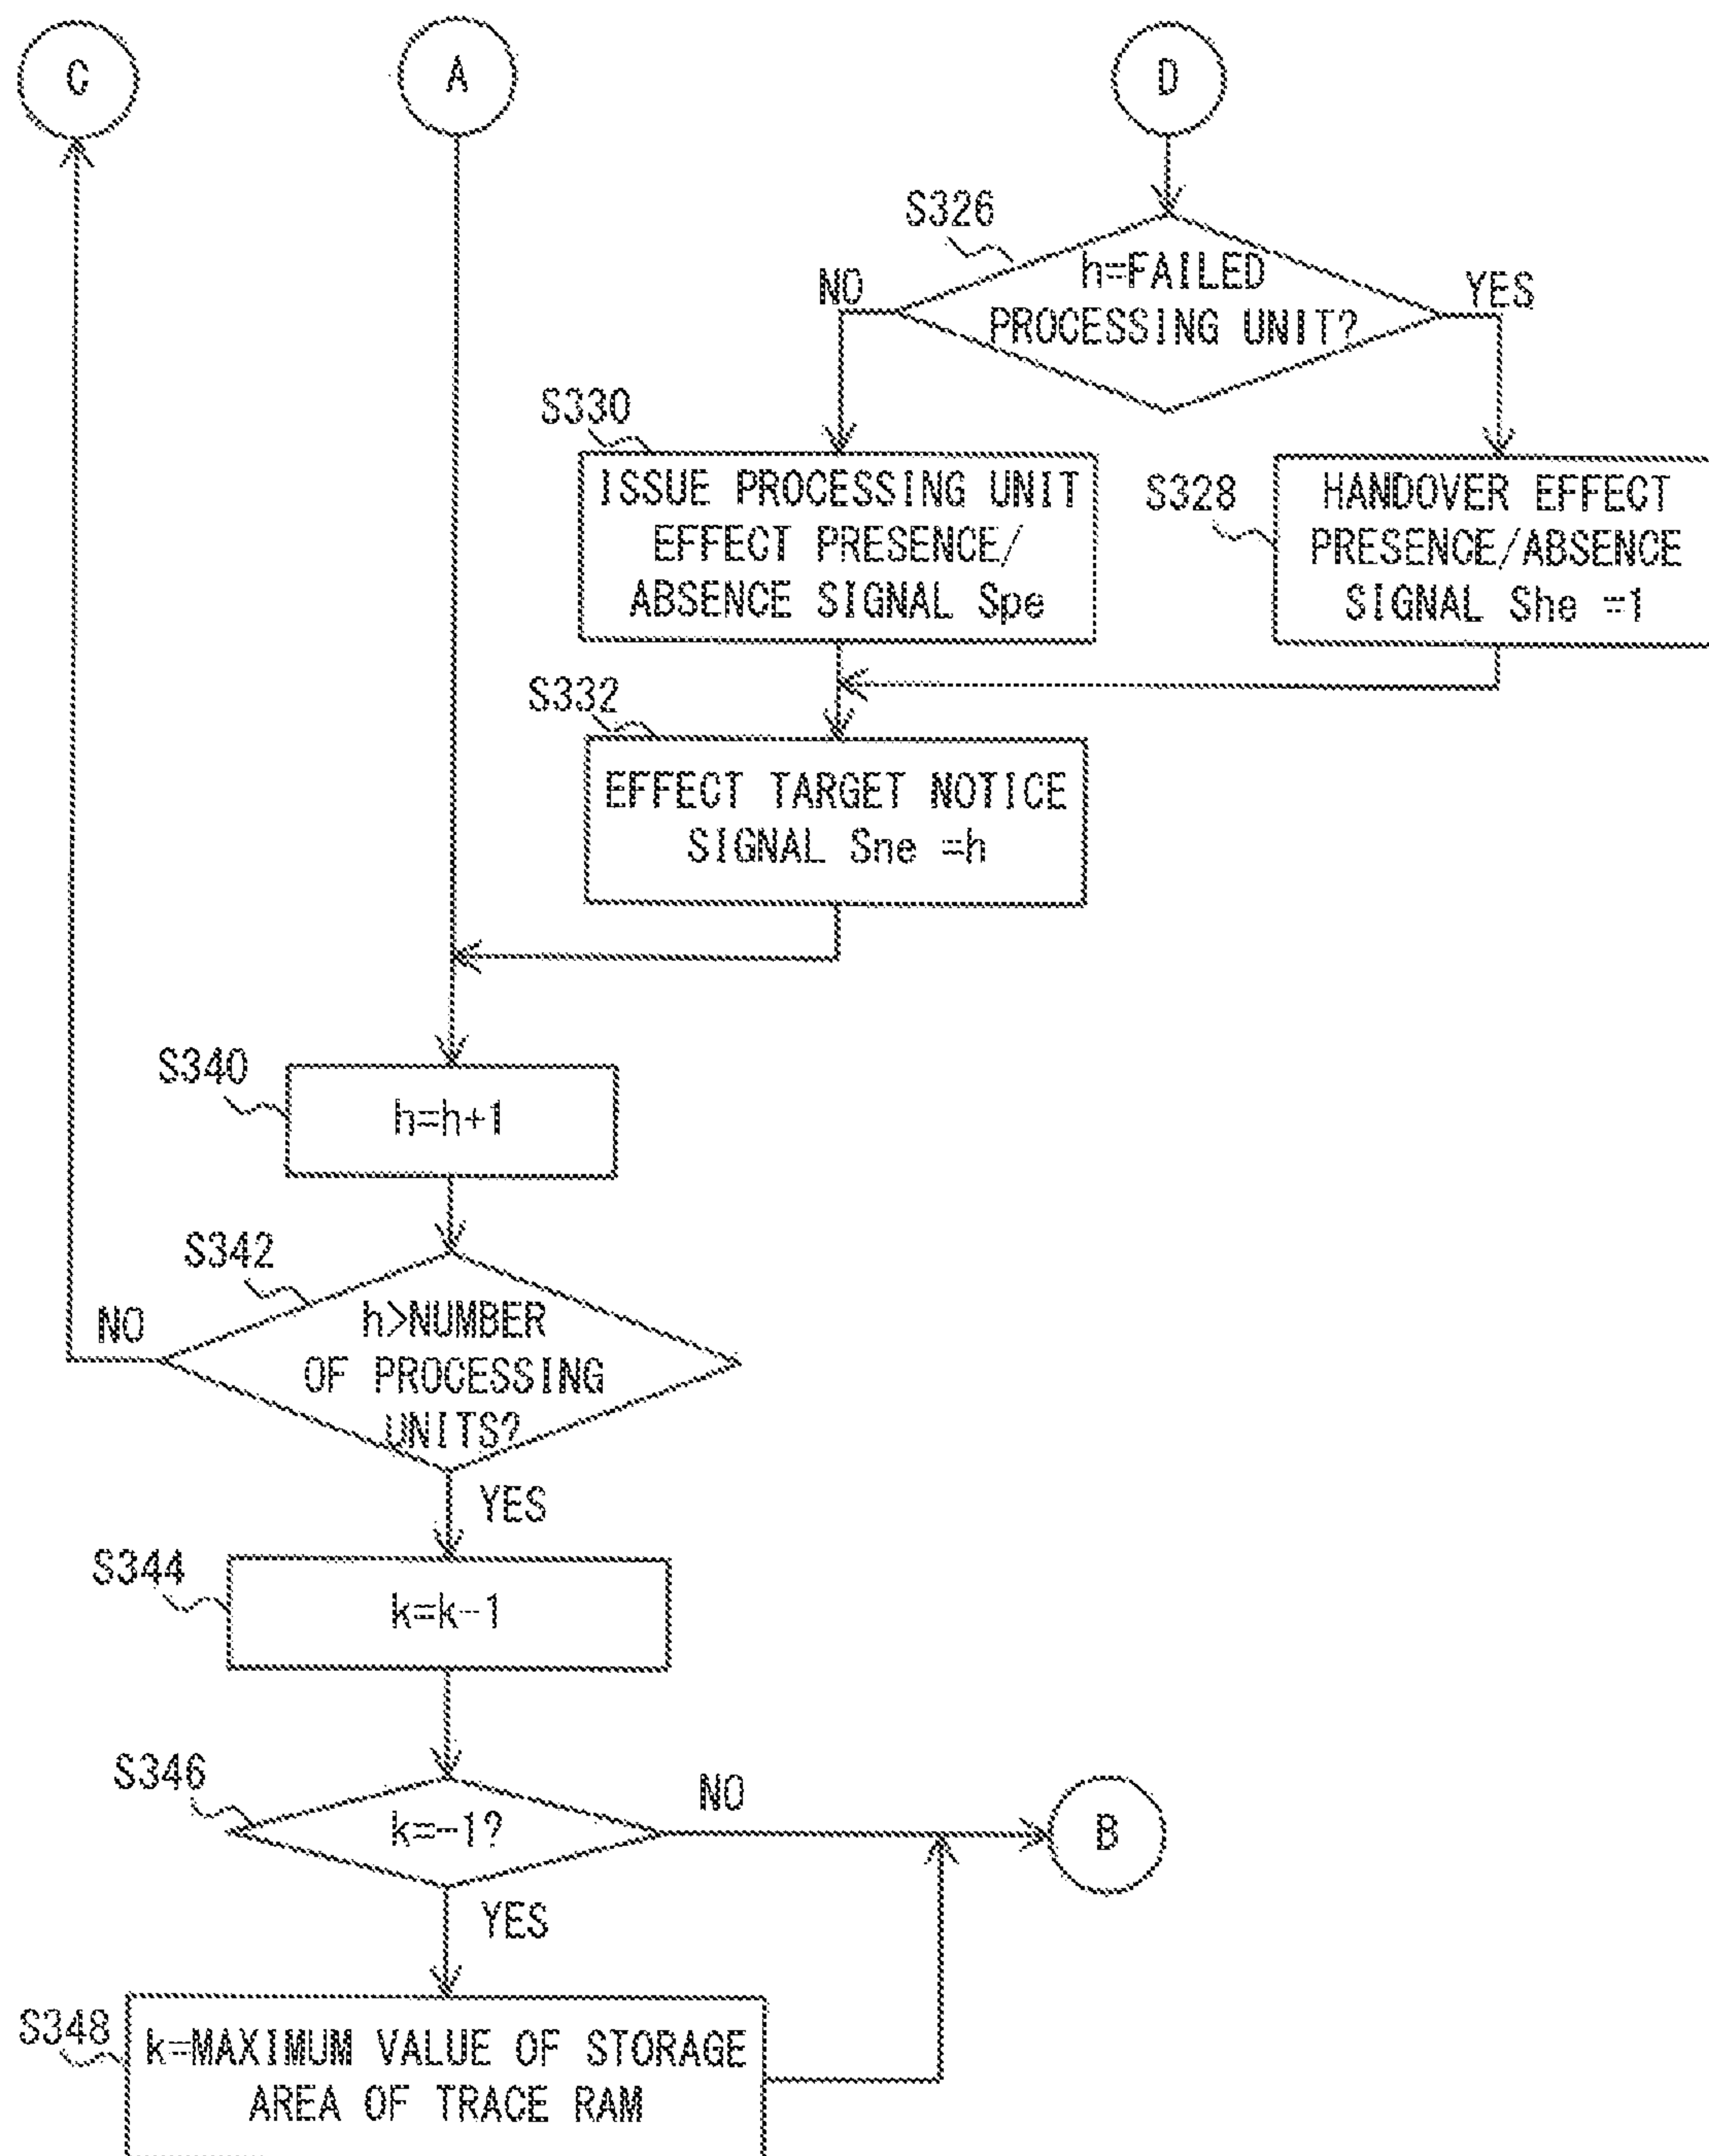 C
A
D
S326
h=FAILED
PROCESSING UNIT?
NO
YES
S330
ISSUE PROCESSING UNIT
EFFECT PRESENCE/
ABSENCE SIGNAL Spe
S328
HANDOVER EFFECT
PRESENCE/ABSENCE
SIGNAL She =1
S332
EFFECT TARGET NOTICE
SIGNAL Sne =h
S340
h=h+1
S342
h>NUMBER
OF PROCESSING
UNITS?
NO
YES
S344
k=k-1
S346
k=-1?
NO
B
YES
S348
k=MAXIMUM VALUE OF STORAGE
AREA OF TRACE RAM